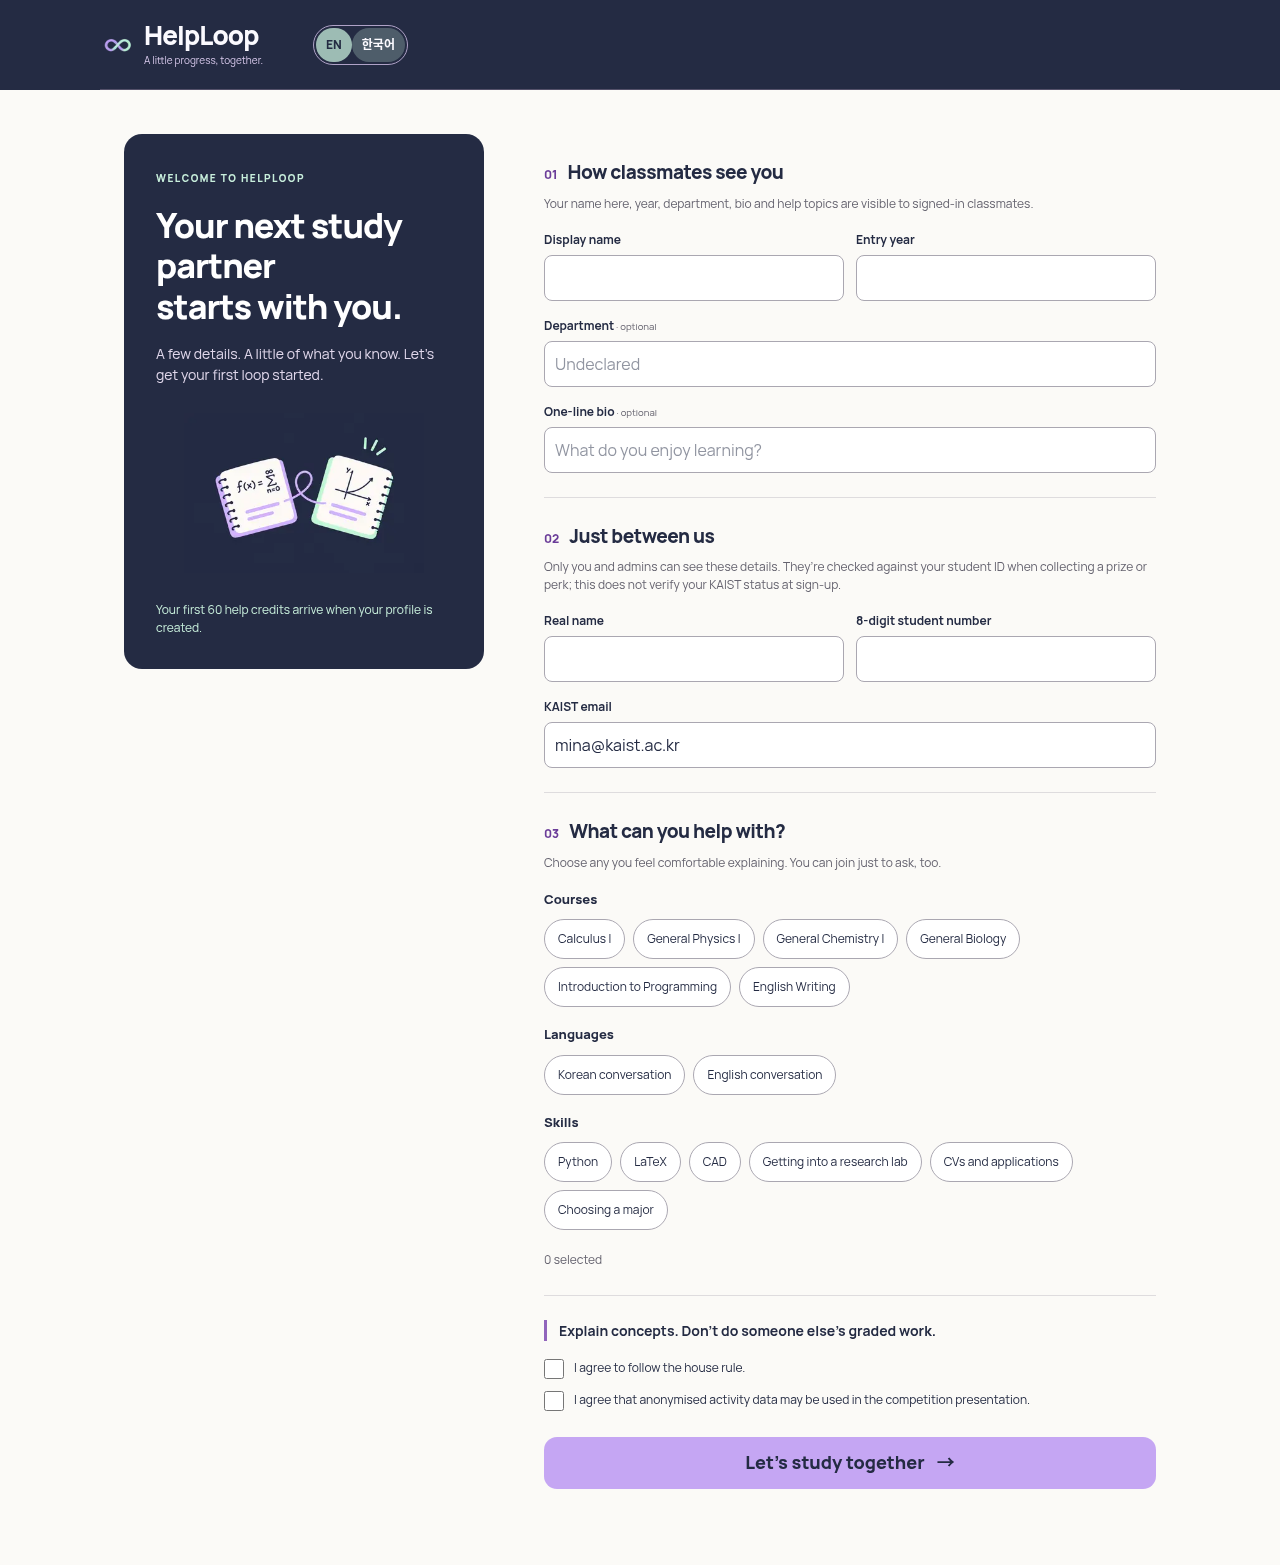 HelpLoop
A little progress, together.
EN
한국어
WELCOME TO HELPLOOP
Your next study
partner
starts with you.
A few details. A little of what you know. Let's
get your first loop started.
f(x) = ∞ Σ n=0
y
x
Your first 60 help credits arrive when your profile is
created.
01 How classmates see you
Your name here, year, department, bio and help topics are visible to signed-in classmates.
Display name
Entry year
Department · optional
Undeclared
One-line bio · optional
What do you enjoy learning?
02 Just between us
Only you and admins can see these details. They're checked against your student ID when collecting a prize or
perk; this does not verify your KAIST status at sign-up.
Real name
8-digit student number
KAIST email
mina@kaist.ac.kr
03 What can you help with?
Choose any you feel comfortable explaining. You can join just to ask, too.
Courses
Calculus I
General Physics I
General Chemistry I
General Biology
Introduction to Programming
English Writing
Languages
Korean conversation
English conversation
Skills
Python
LaTeX
CAD
Getting into a research lab
CVs and applications
Choosing a major
0 selected
Explain concepts. Don't do someone else's graded work.
I agree to follow the house rule.
I agree that anonymised activity data may be used in the competition presentation.
Let's study together →